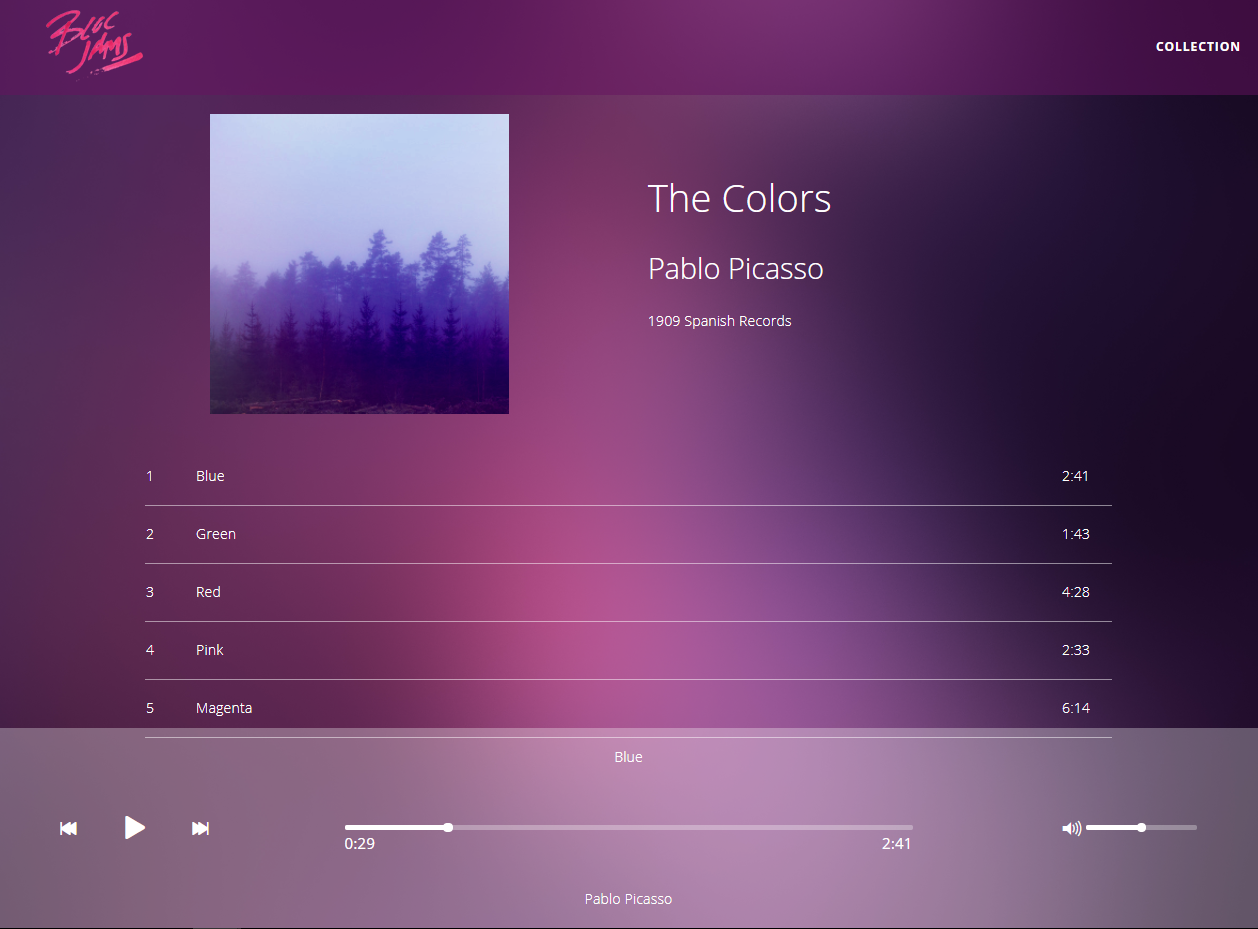 BLOC
JAMS
COLLECTION
The Colors
Pablo Picasso
1909 Spanish Records
1 Blue 2:41
2 Green 1:43
3 Red 4:28
4 Pink 2:33
5 Magenta 6:14
Blue
0:29 2:41
Pablo Picasso